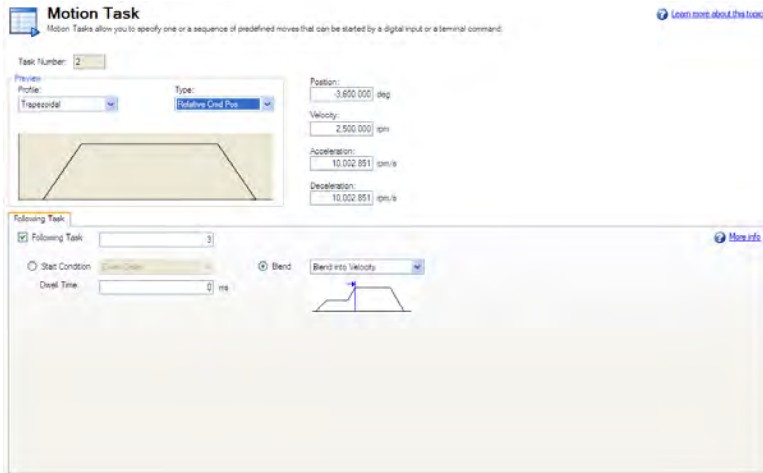 Motion Task
Learn more about this topic
Motion Tasks allow you to specify one or a sequence of predefined moves that can be started by a digital input or a terminal command.
Task Number: 2
Preview
Profile: Type:
Trapezoidal Relative Cmd Pos
Position:
-3,600.000 deg
Velocity:
2,500.000 rpm
Acceleration:
10,002.851 rpm/s
Deceleration:
10,002.851 rpm/s
Following Task
Following Task 3
More info
Start Condition Blend Blend into Velocity
Dwell Time 0 ms